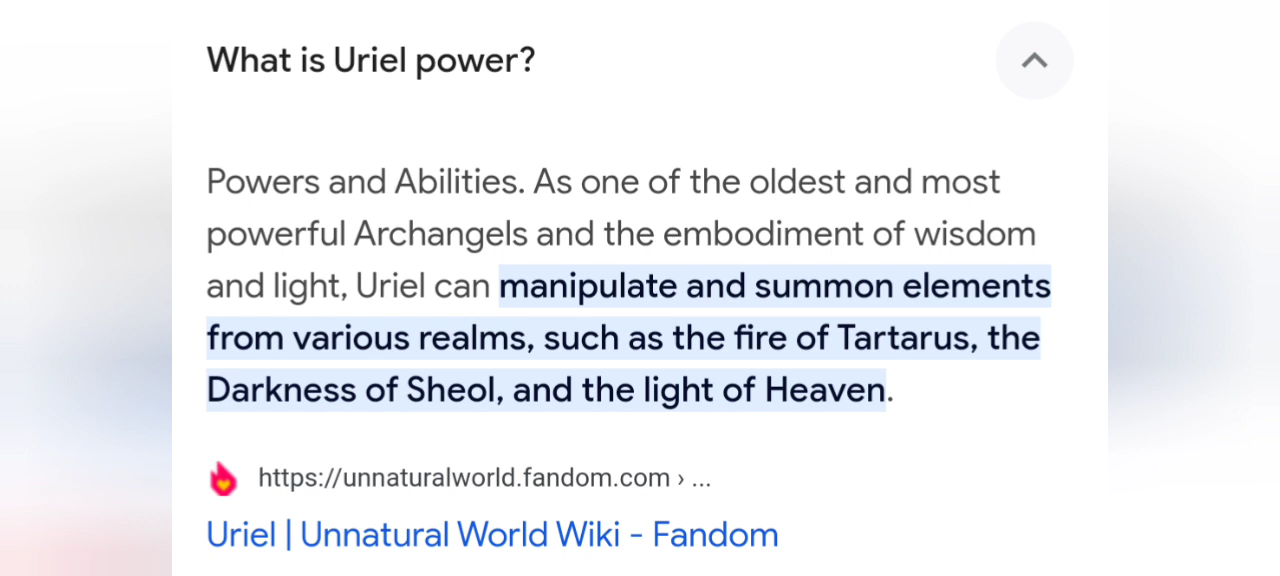 What is Uriel power?
Powers and Abilities. As one of the oldest and most
powerful Archangels and the embodiment of wisdom
and light, Uriel can manipulate and summon elements
from various realms, such as the fire of Tartarus, the
Darkness of Sheol, and the light of Heaven.
https://unnaturalworld.fandom.com › ...
Uriel | Unnatural World Wiki - Fandom